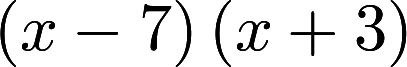 (x − 7)(x + 3)